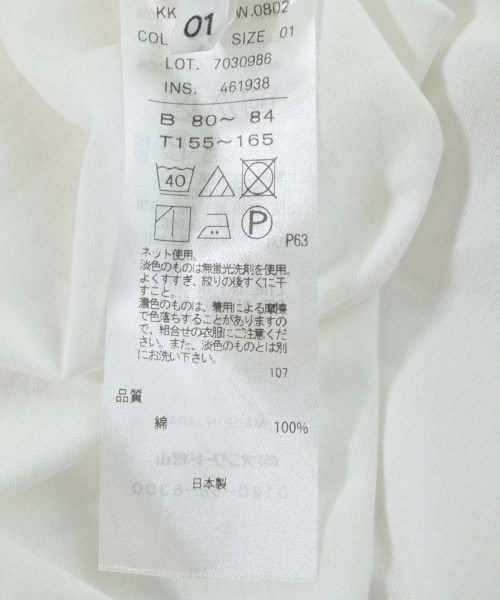 KK W.0802
01
COL SIZE 01
LOT. 7030986
INS. 461938
B 80~ 84
T155~165
40
P
P63
ネット使用。
淡色のものは無蛍光洗剤を使用。
よくすすぎ、絞りの後すぐに干
すこと。
濃色のものは、着用による摩擦
で色落ちすることがありますの
で、組合せの衣服にご注意くだ
さい。また、淡色のものとは別
にお洗い下さい。
107
品質
綿 100%
日本製